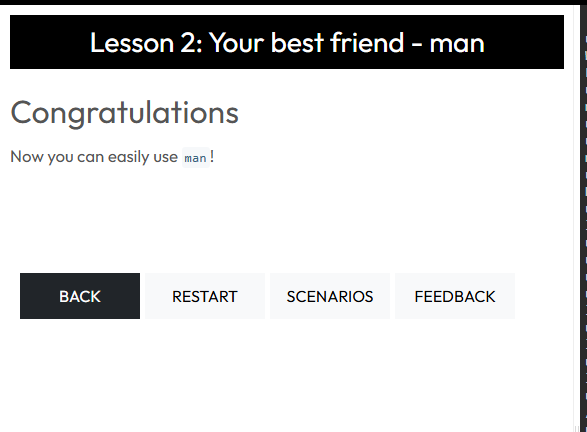 Lesson 2: Your best friend - man
Congratulations
Now you can easily use man!
BACK RESTART SCENARIOS FEEDBACK